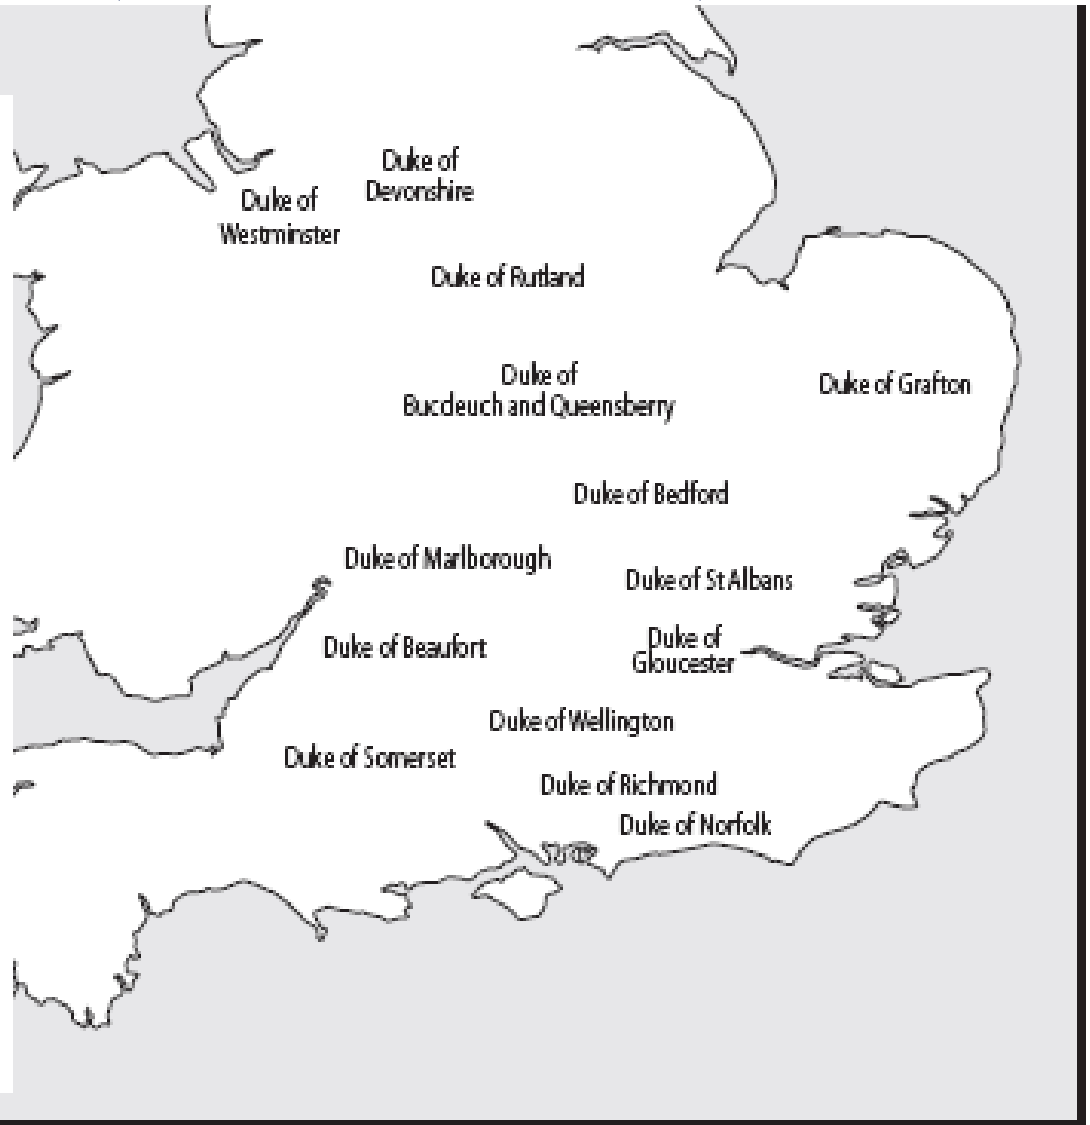 Duke of
Devonshire
Duke of
Westminster
Duke of Rutland
Duke of
Bucdeuch and Queensberry
Duke of Grafton
Duke of Bedford
Duke of Marlborough
Duke of St Albans
Duke of Beaufort
Duke of
Gloucester
Duke of Wellington
Duke of Somerset
Duke of Richmond
Duke of Norfolk